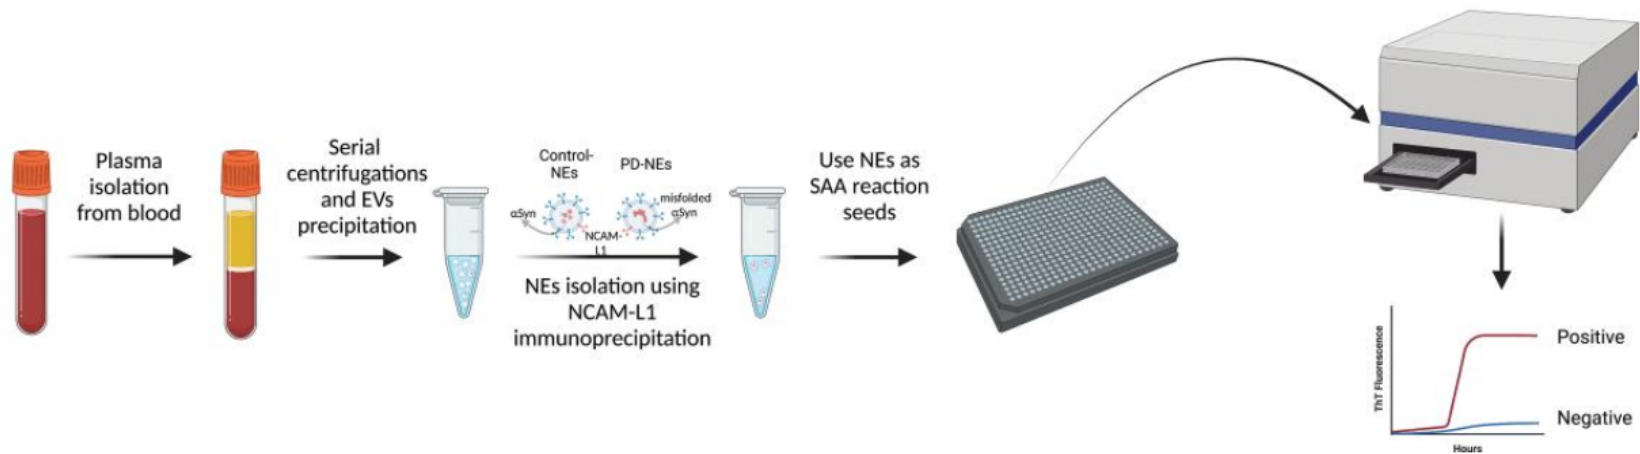 Plasma
isolation
from blood
Serial
centrifugations
and EVs
precipitation
Control-
NEs
PD-NEs
αSyn
misfolded
αSyn
NCAM-
L1
NEs isolation using
NCAM-L1
immunoprecipitation
Use NEs as
SAA reaction
seeds
ThT Fluorescence
Positive
Negative
Hours